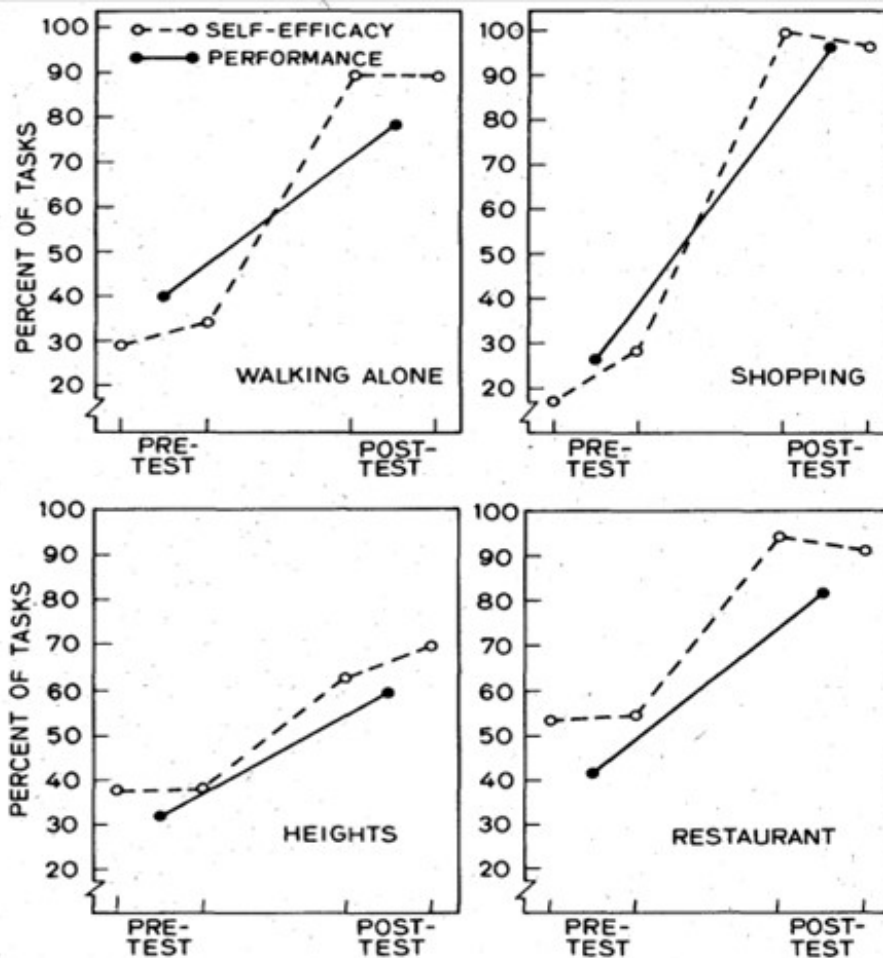 100
90
80
70
60
50
40
30
20
PERCENT OF TASKS
SELF-EFFICACY
PERFORMANCE
WALKING ALONE
PRE-
TEST
POST-
TEST
100
90
80
70
60
50
40
30
20
SHOPPING
PRE-
TEST
POST-
TEST
100
90
80
70
60
50
40
30
20
PERCENT OF TASKS
HEIGHTS
PRE-
TEST
POST-
TEST
100
90
80
70
60
50
40
30
20
RESTAURANT
PRE-
TEST
POST-
TEST